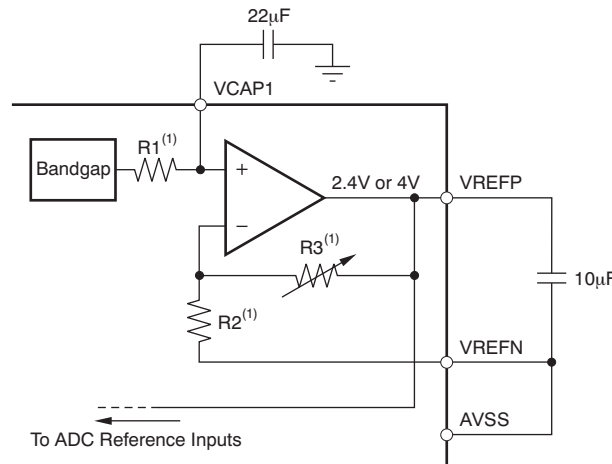 22µF
VCAP1
R1(1)
Bandgap
+
2.4V or 4V
VREFP
−
R3(1)
10µF
R2(1)
VREFN
AVSS
To ADC Reference Inputs